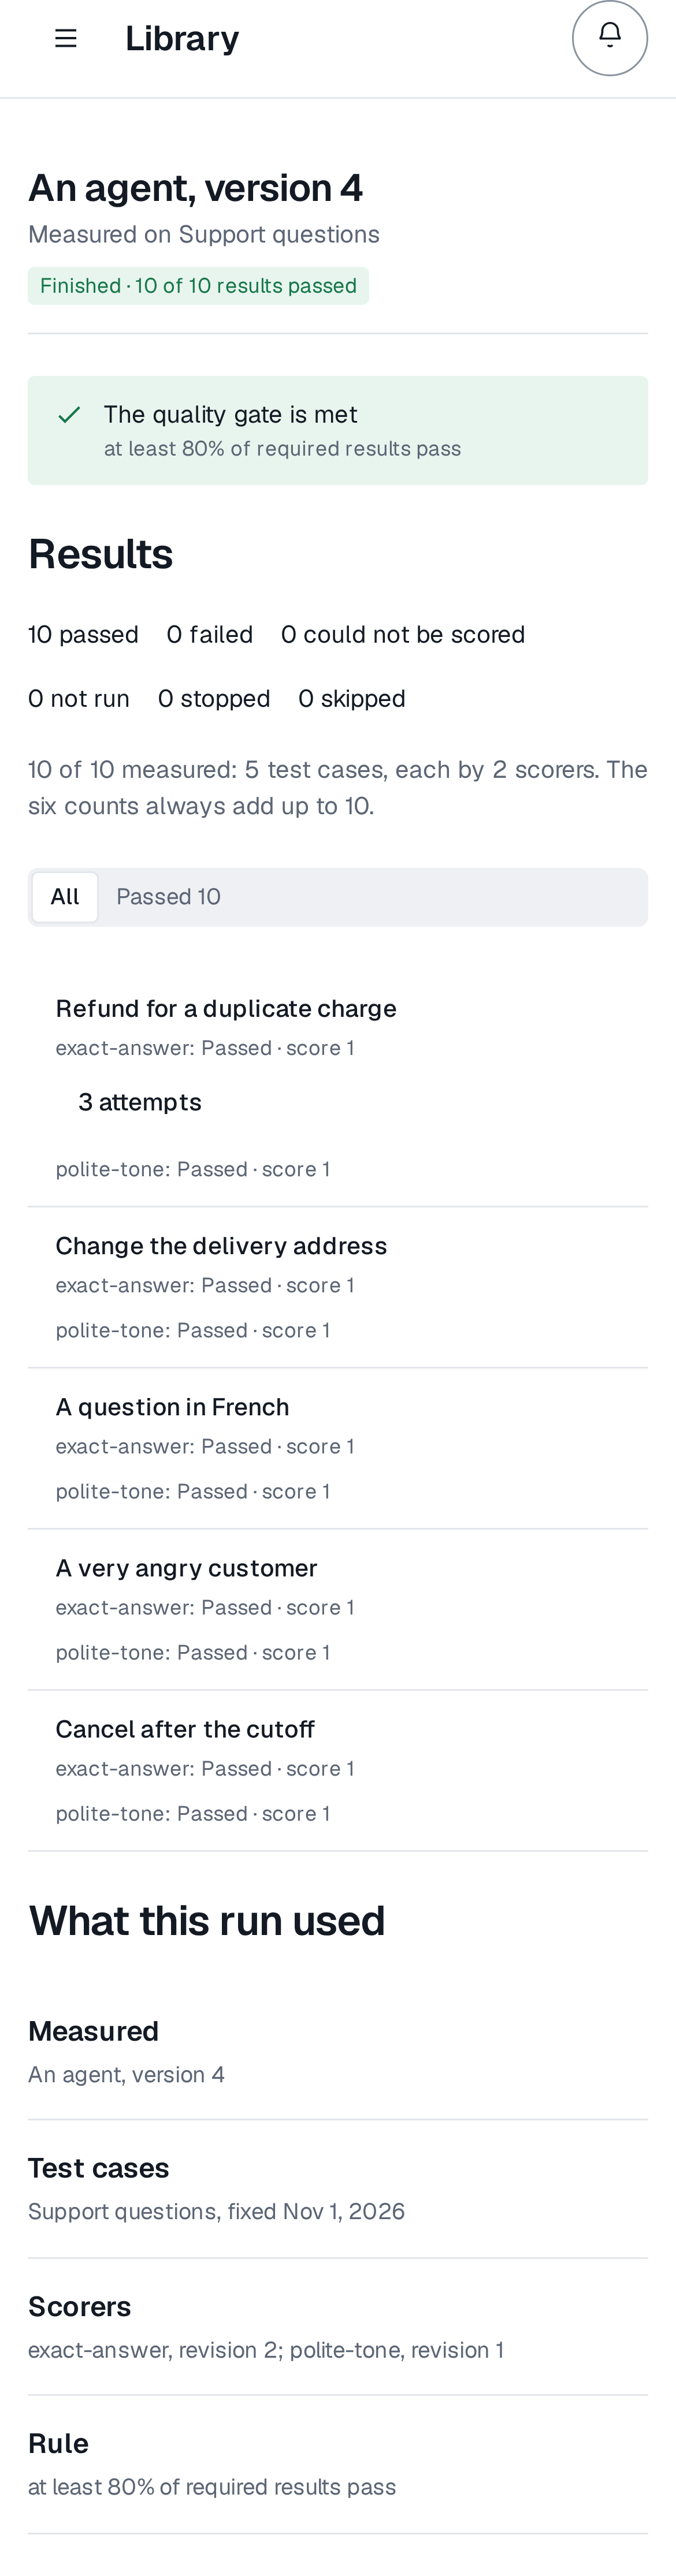 Library
An agent, version 4
Measured on Support questions
Finished · 10 of 10 results passed
The quality gate is met
at least 80% of required results pass
Results
10 passed 0 failed 0 could not be scored
0 not run 0 stopped 0 skipped
10 of 10 measured: 5 test cases, each by 2 scorers. The
six counts always add up to 10.
All Passed 10
Refund for a duplicate charge
exact-answer: Passed · score 1
3 attempts
polite-tone: Passed · score 1
Change the delivery address
exact-answer: Passed · score 1
polite-tone: Passed · score 1
A question in French
exact-answer: Passed · score 1
polite-tone: Passed · score 1
A very angry customer
exact-answer: Passed · score 1
polite-tone: Passed · score 1
Cancel after the cutoff
exact-answer: Passed · score 1
polite-tone: Passed · score 1
What this run used
Measured
An agent, version 4
Test cases
Support questions, fixed Nov 1, 2026
Scorers
exact-answer, revision 2; polite-tone, revision 1
Rule
at least 80% of required results pass